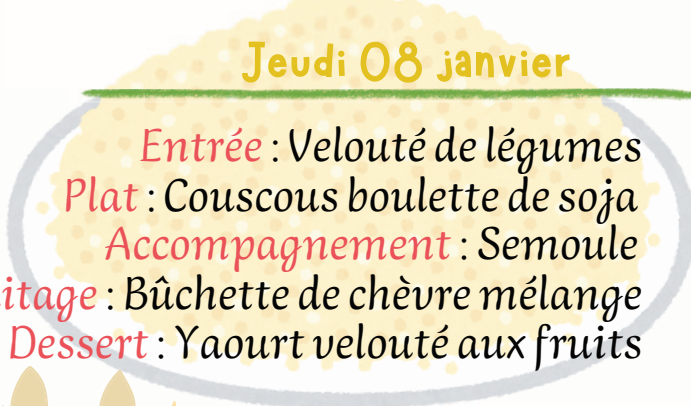 Jeudi 08 janvier
Entrée : Velouté de légumes
Plat : Couscous boulette de soja
Accompagnement : Semoule
itage : Bûchette de chèvre mélange
Dessert : Yaourt velouté aux fruits